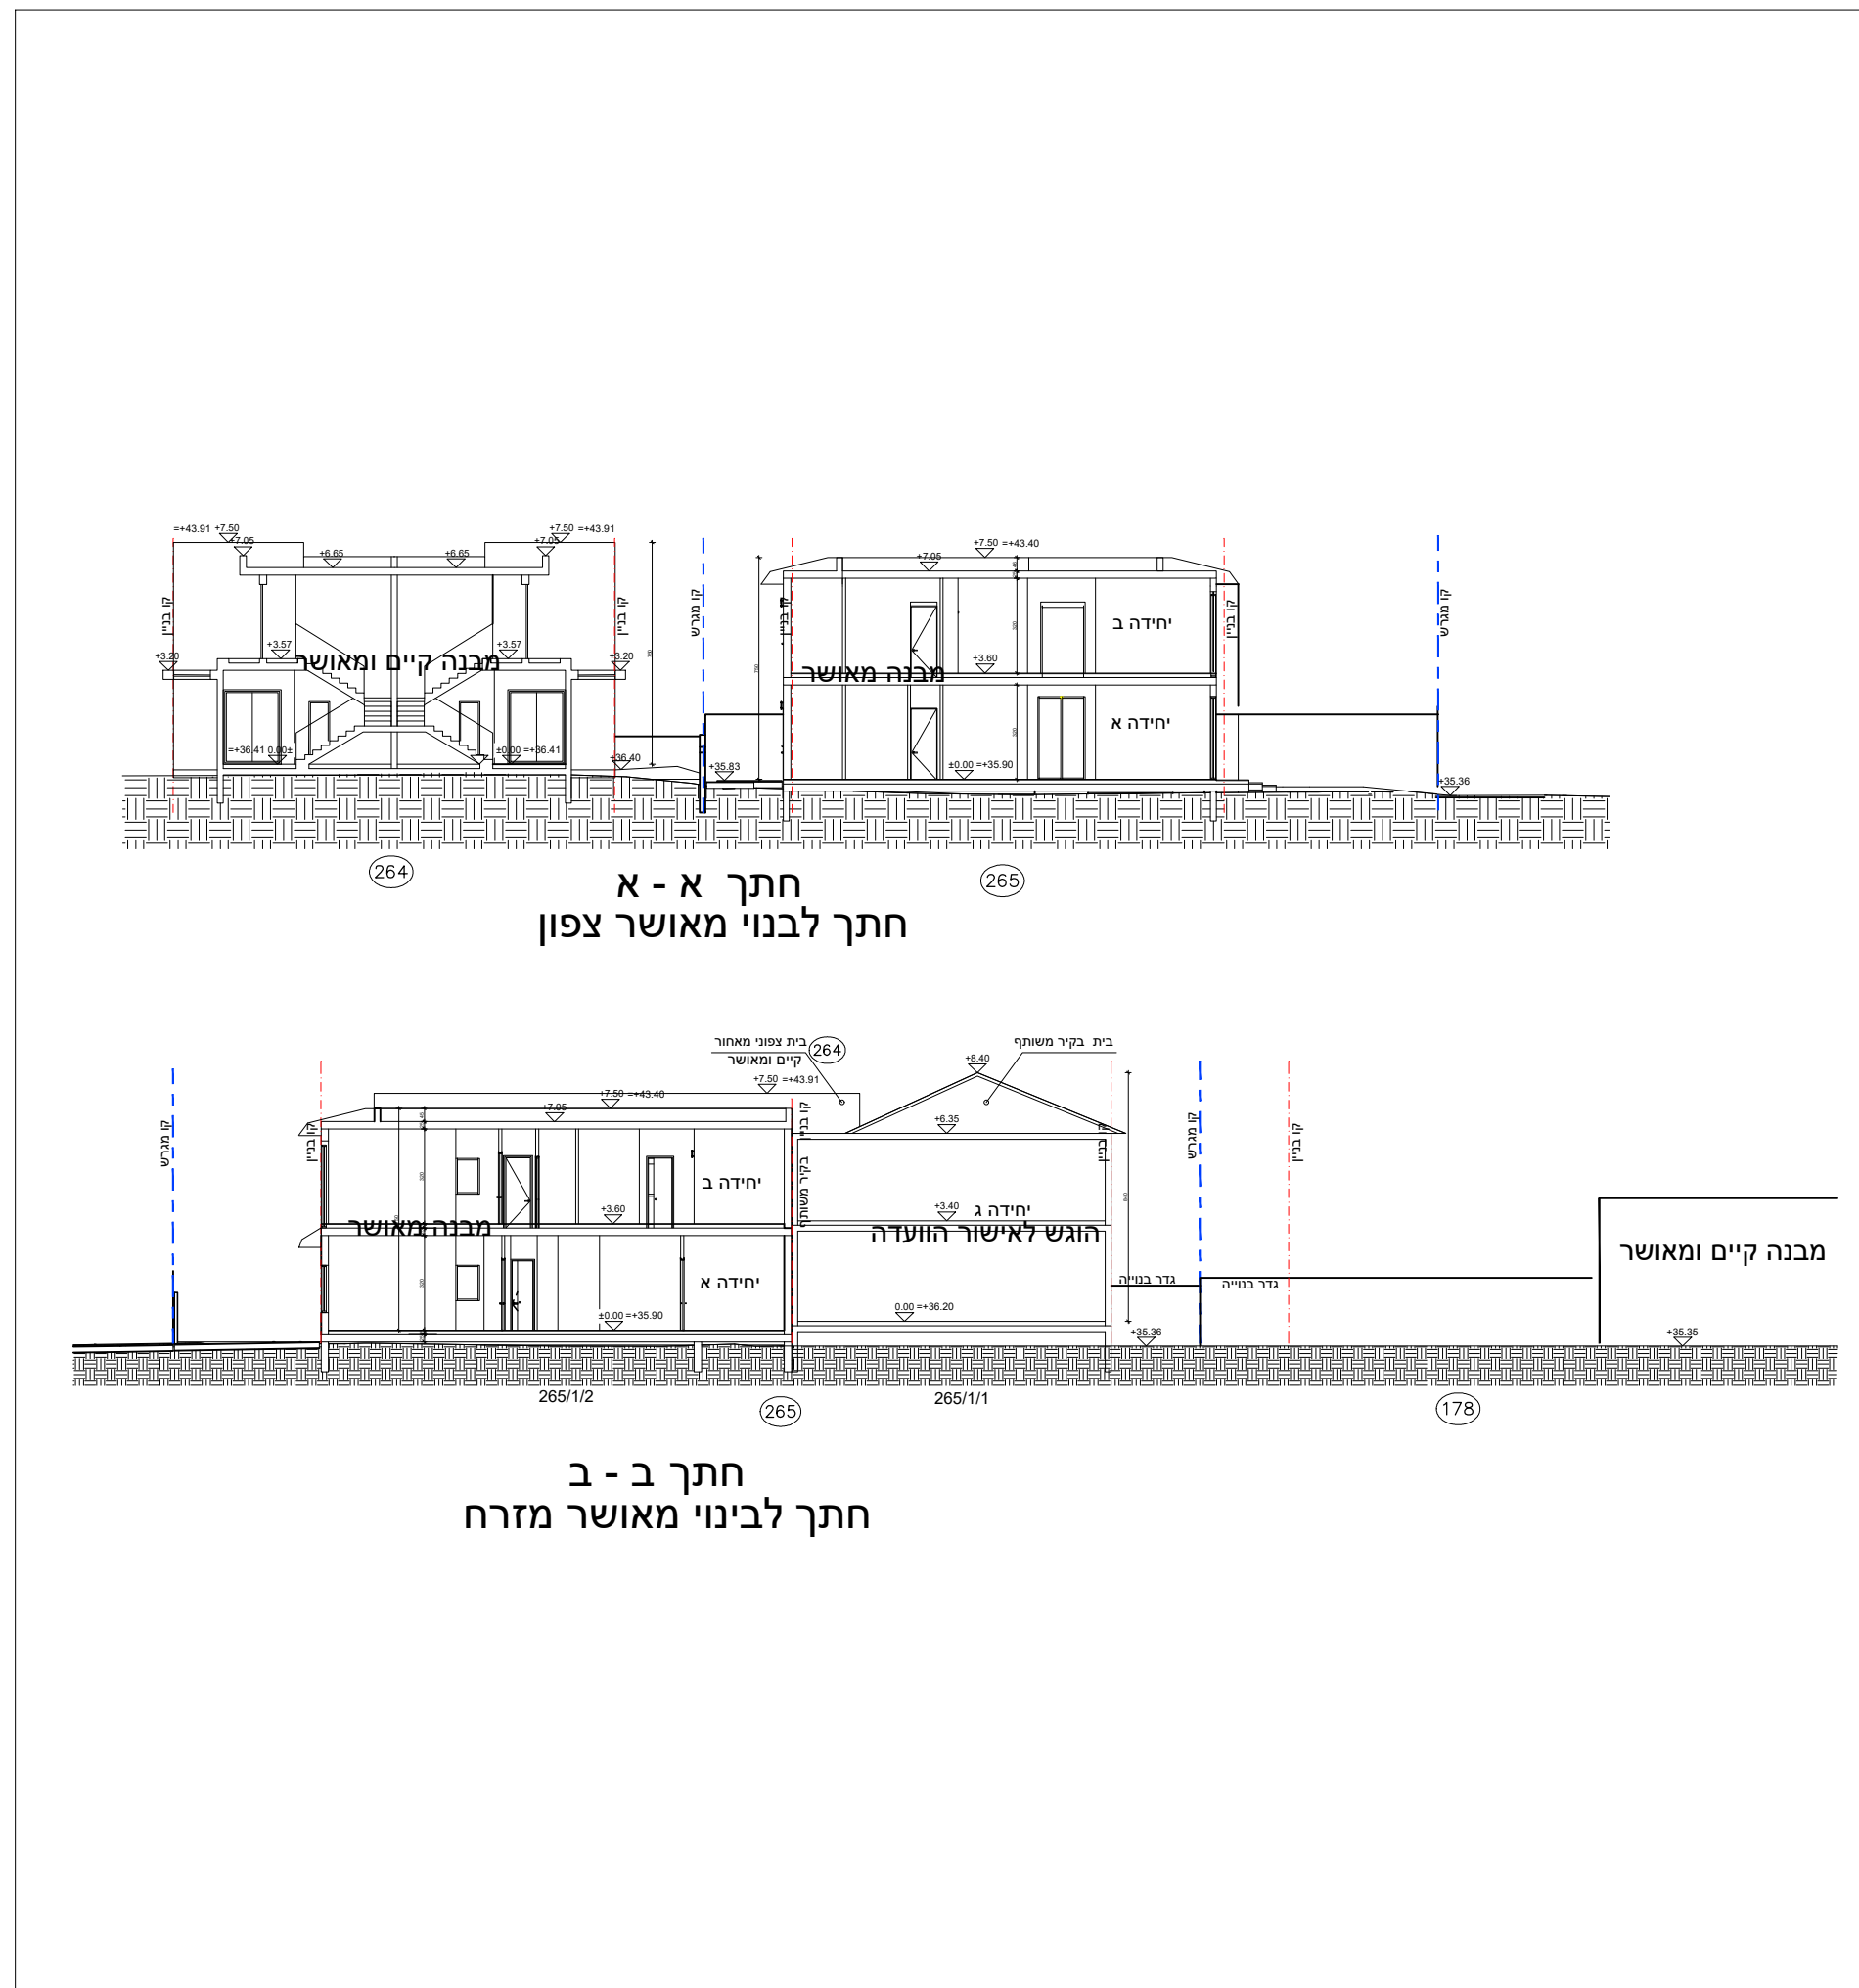 =+43.91 +7.50
+7.50 =+43.91
+7.05
+7.05
+6.65
+6.65
+7.50 =+43.40
+7.05
קו בניין
קו בניין
קו מגרש
קו בניין
יחידה ב
קו בניין
קו מגרש
+3.20
+3.57
+3.57
+3.20
מבנה קיים ומאושר
מבנה מאושר
+3.60
יחידה א
=+36.41 0.00±
±0.00 =+36.41
+36.40
+35.83
±0.00 =+35.90
+35.36
264
265
חתך א - א
חתך לבנוי מאושר צפון
בית צפוני מאחור
קיים ומאושר
264
בית בקיר משותף
+8.40
+7.50 =+43.91
+7.50 =+43.40
+7.05
+6.35
קו מגרש
קו בניין
קו בניין
בקיר משותף
קו בניין
קו מגרש
קו בניין
יחידה ב
+3.60
מבנה מאושר
+3.40
יחידה ג
הוגש לאישור הוועדה
מבנה קיים ומאושר
יחידה א
גדר בנוייה
גדר בנוייה
±0.00 =+35.90
0.00 =+36.20
+35.36
+35.35
265/1/2
265
265/1/1
178
חתך ב - ב
חתך לבינוי מאושר מזרח